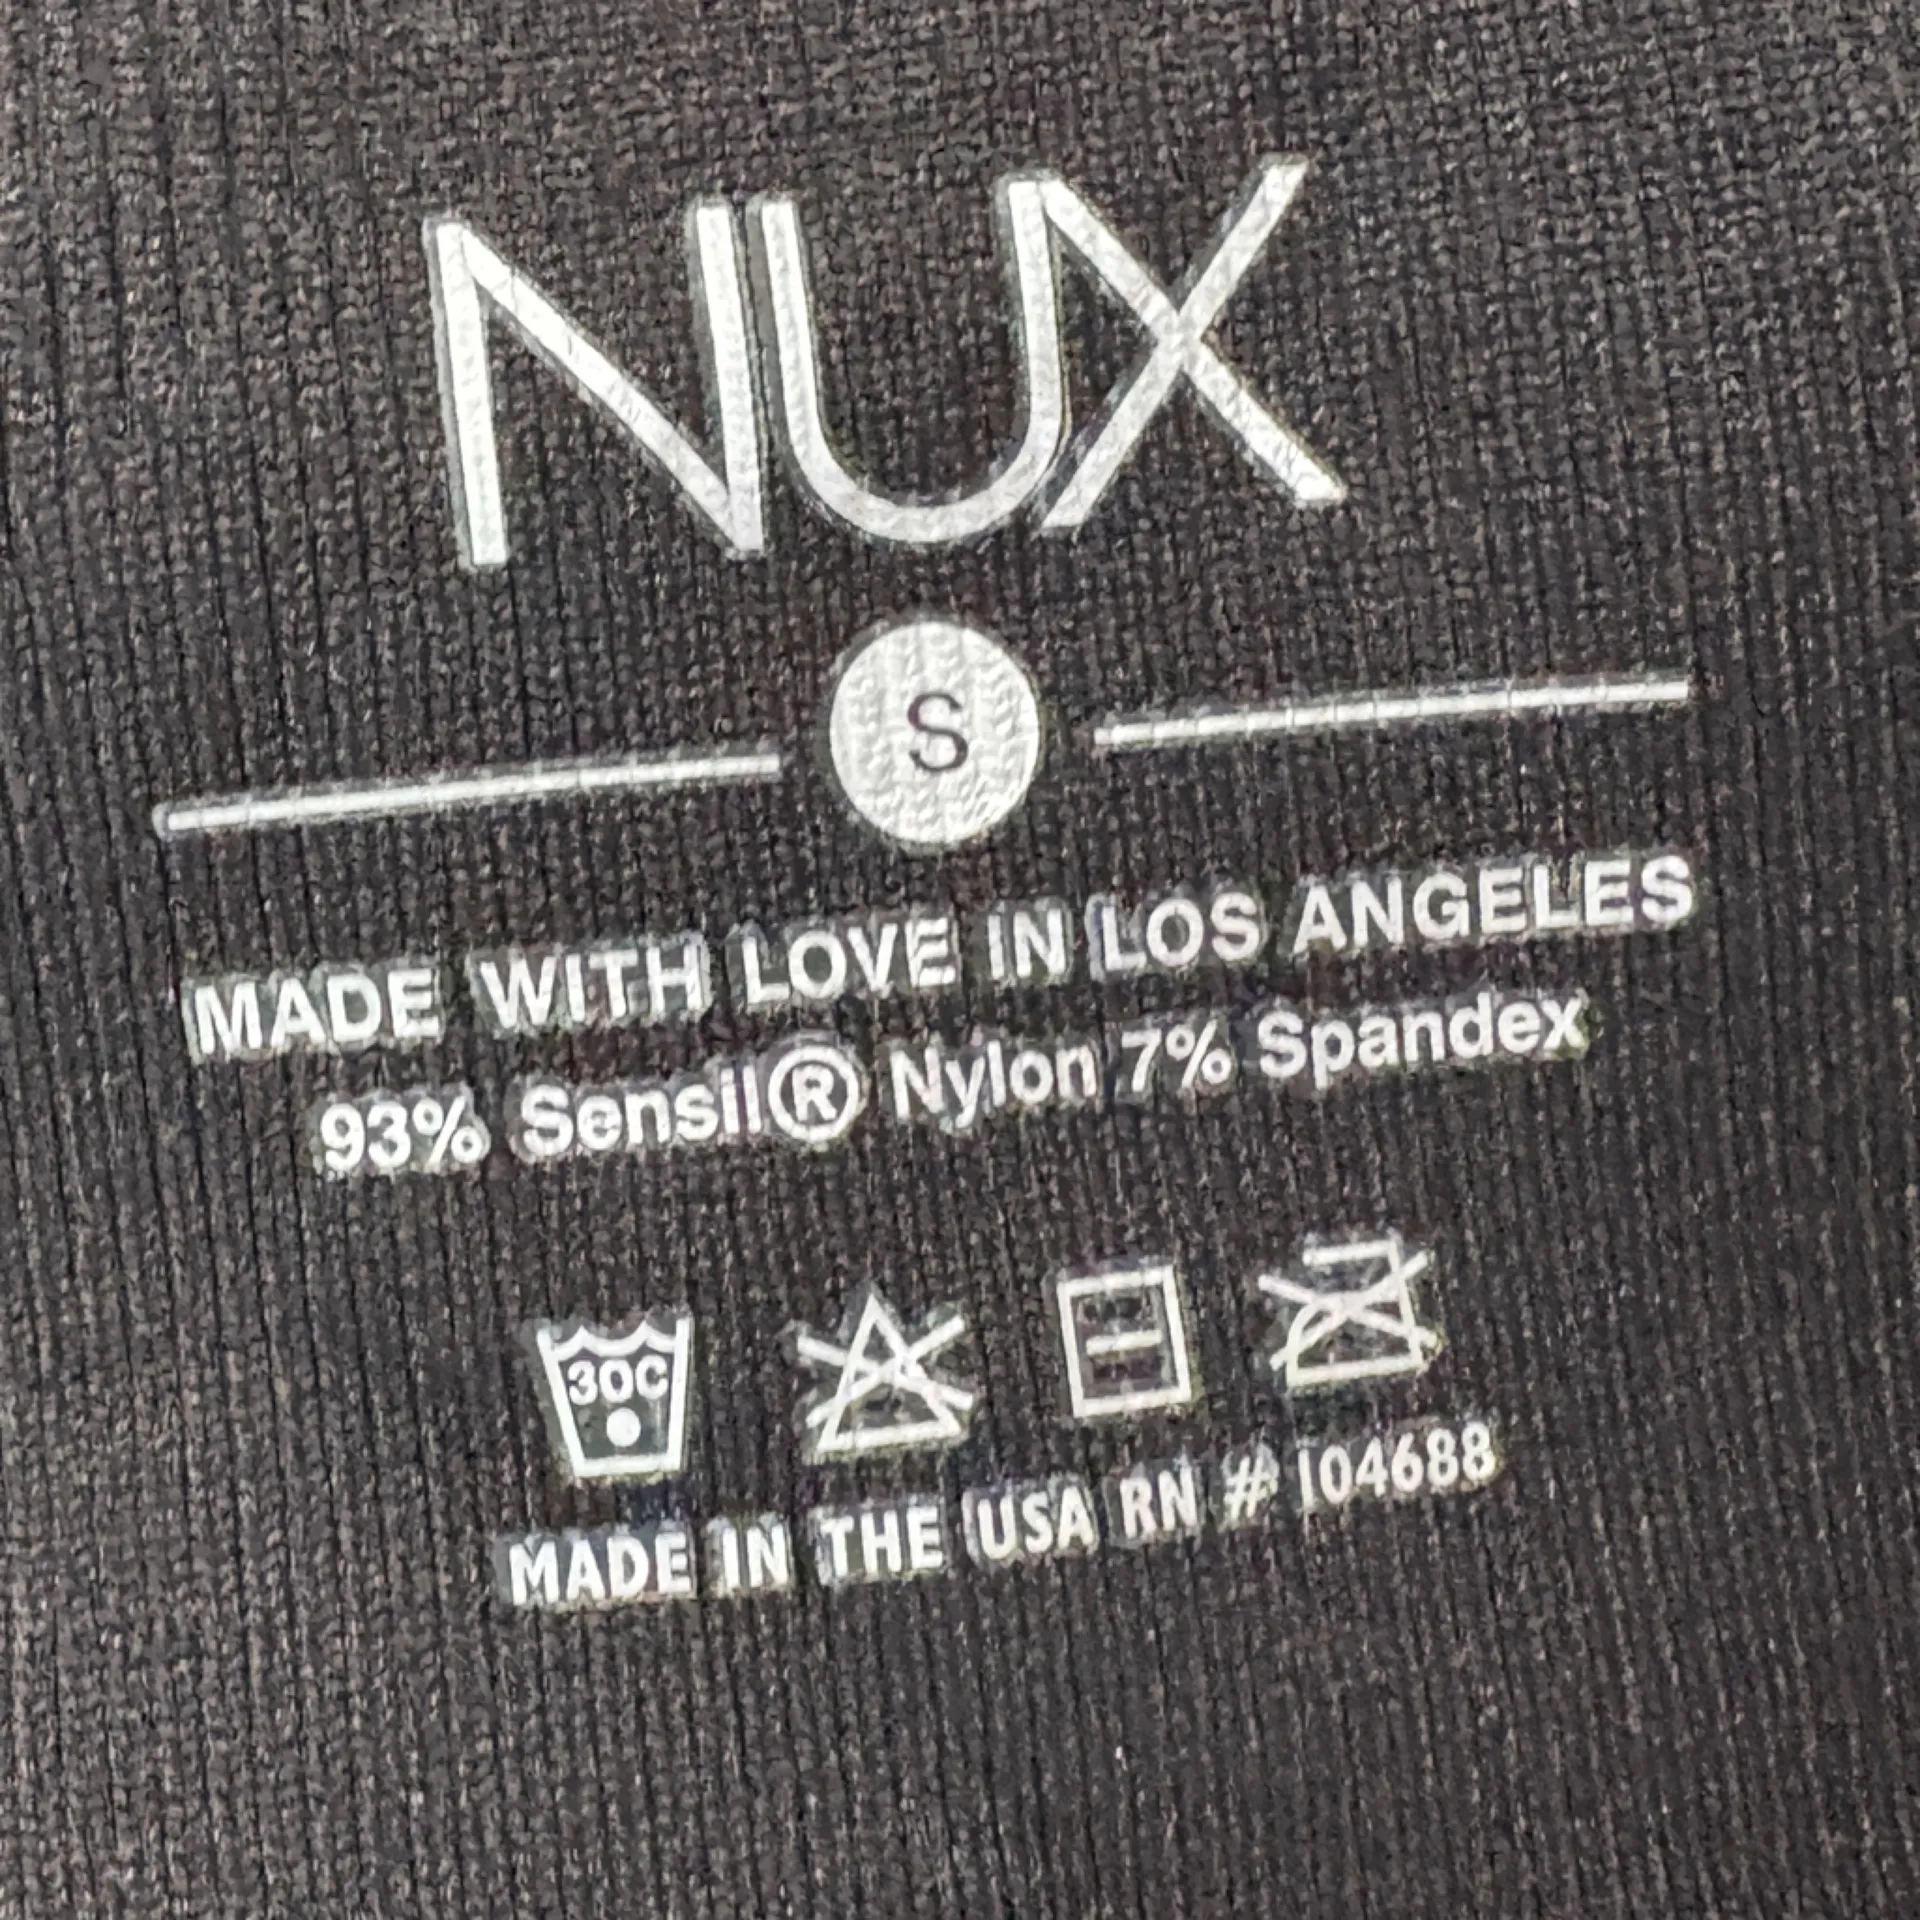 NUX
S
MADE WITH LOVE IN LOS ANGELES
93% Sensil® Nylon 7% Spandex
30C
MADE IN THE USA RN # 104688